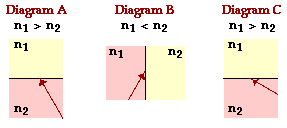 Diagram A
n1 > n2
n1
n2
Diagram B
n1 < n2
n1 n2
Diagram C
n1 > n2
n1
n2